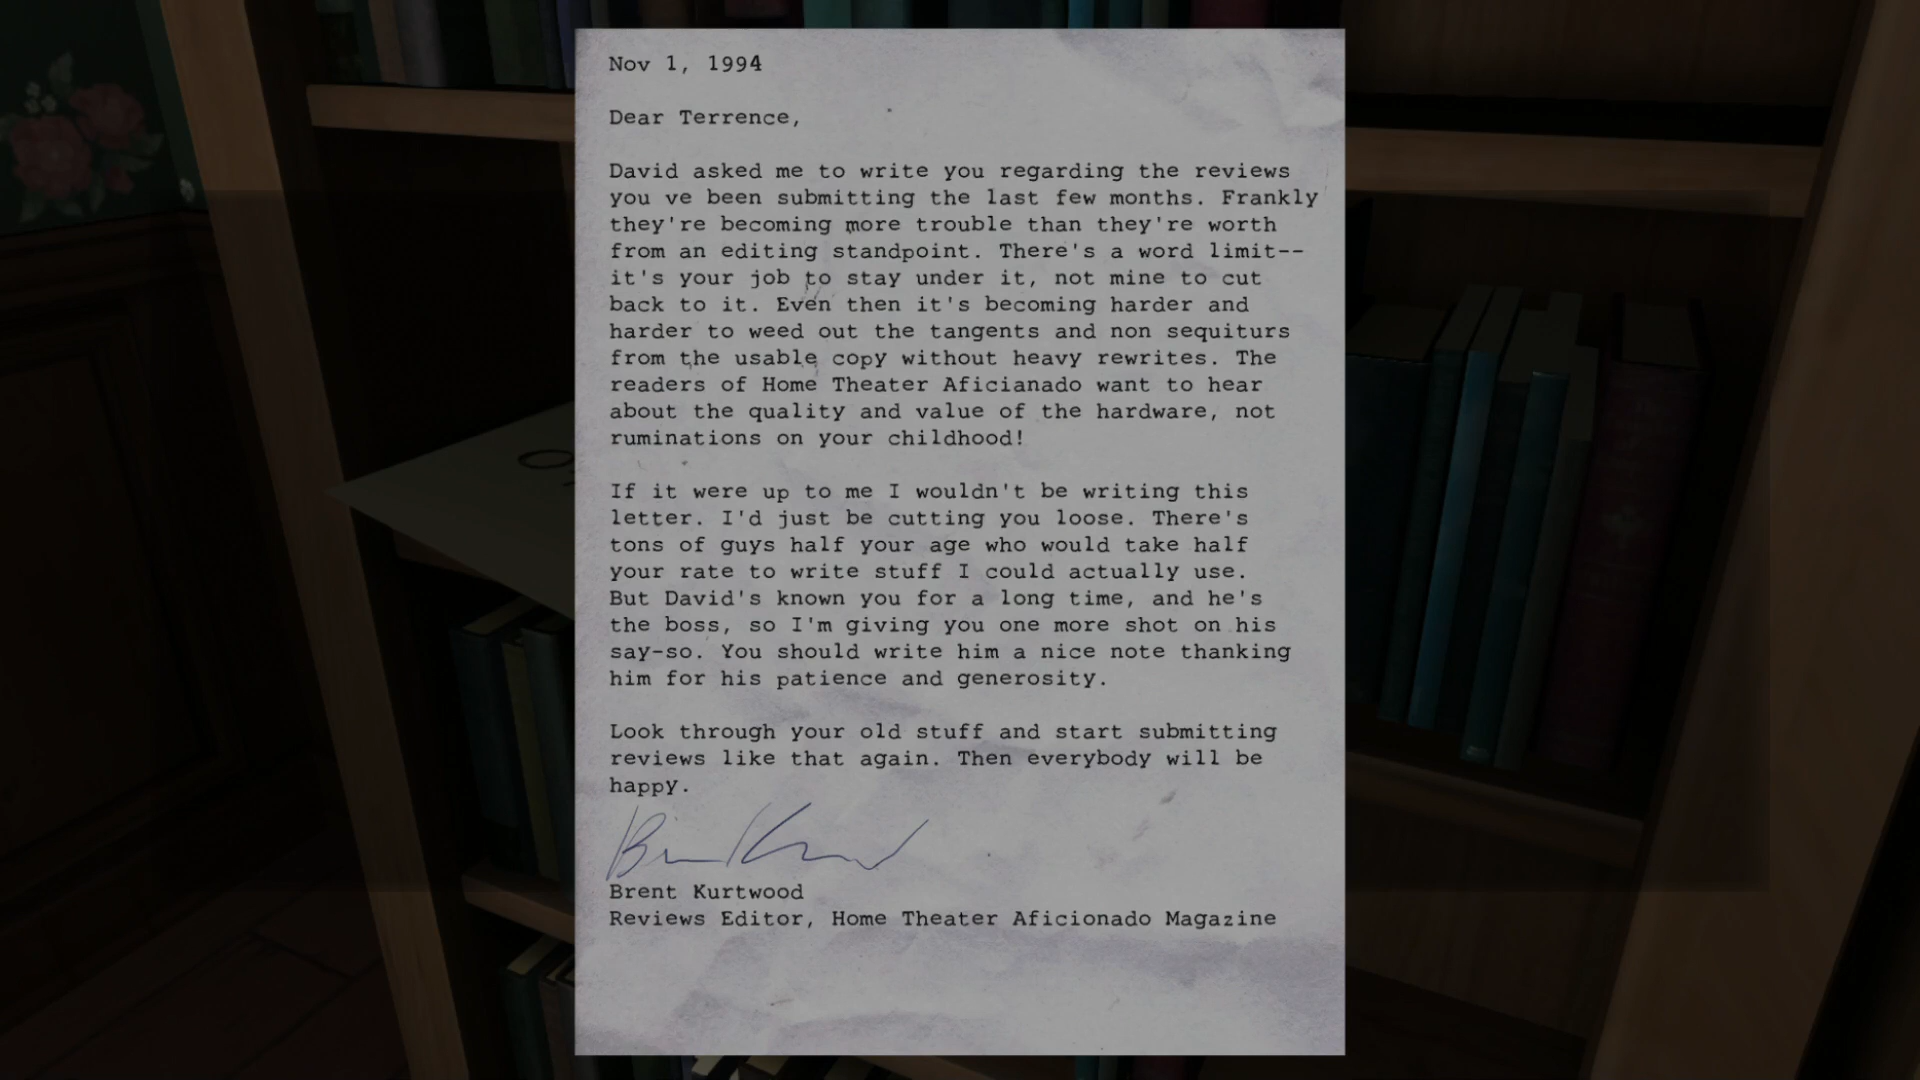 Nov 1, 1994
Dear Terrence,
David asked me to write you regarding the reviews
you ve been submitting the last few months. Frankly
they're becoming more trouble than they're worth
from an editing standpoint. There's a word limit--
it's your job to stay under it, not mine to cut
back to it. Even then it's becoming harder and
harder to weed out the tangents and non sequiturs
from the usable copy without heavy rewrites. The
readers of Home Theater Aficianado want to hear
about the quality and value of the hardware, not
ruminations on your childhood!
If it were up to me I wouldn't be writing this
letter. I'd just be cutting you loose. There's
tons of guys half your age who would take half
your rate to write stuff I could actually use.
But David's known you for a long time, and he's
the boss, so I'm giving you one more shot on his
say-so. You should write him a nice note thanking
him for his patience and generosity.
Look through your old stuff and start submitting
reviews like that again. Then everybody will be
happy.
Brent Kurtwood
Reviews Editor, Home Theater Aficionado Magazine